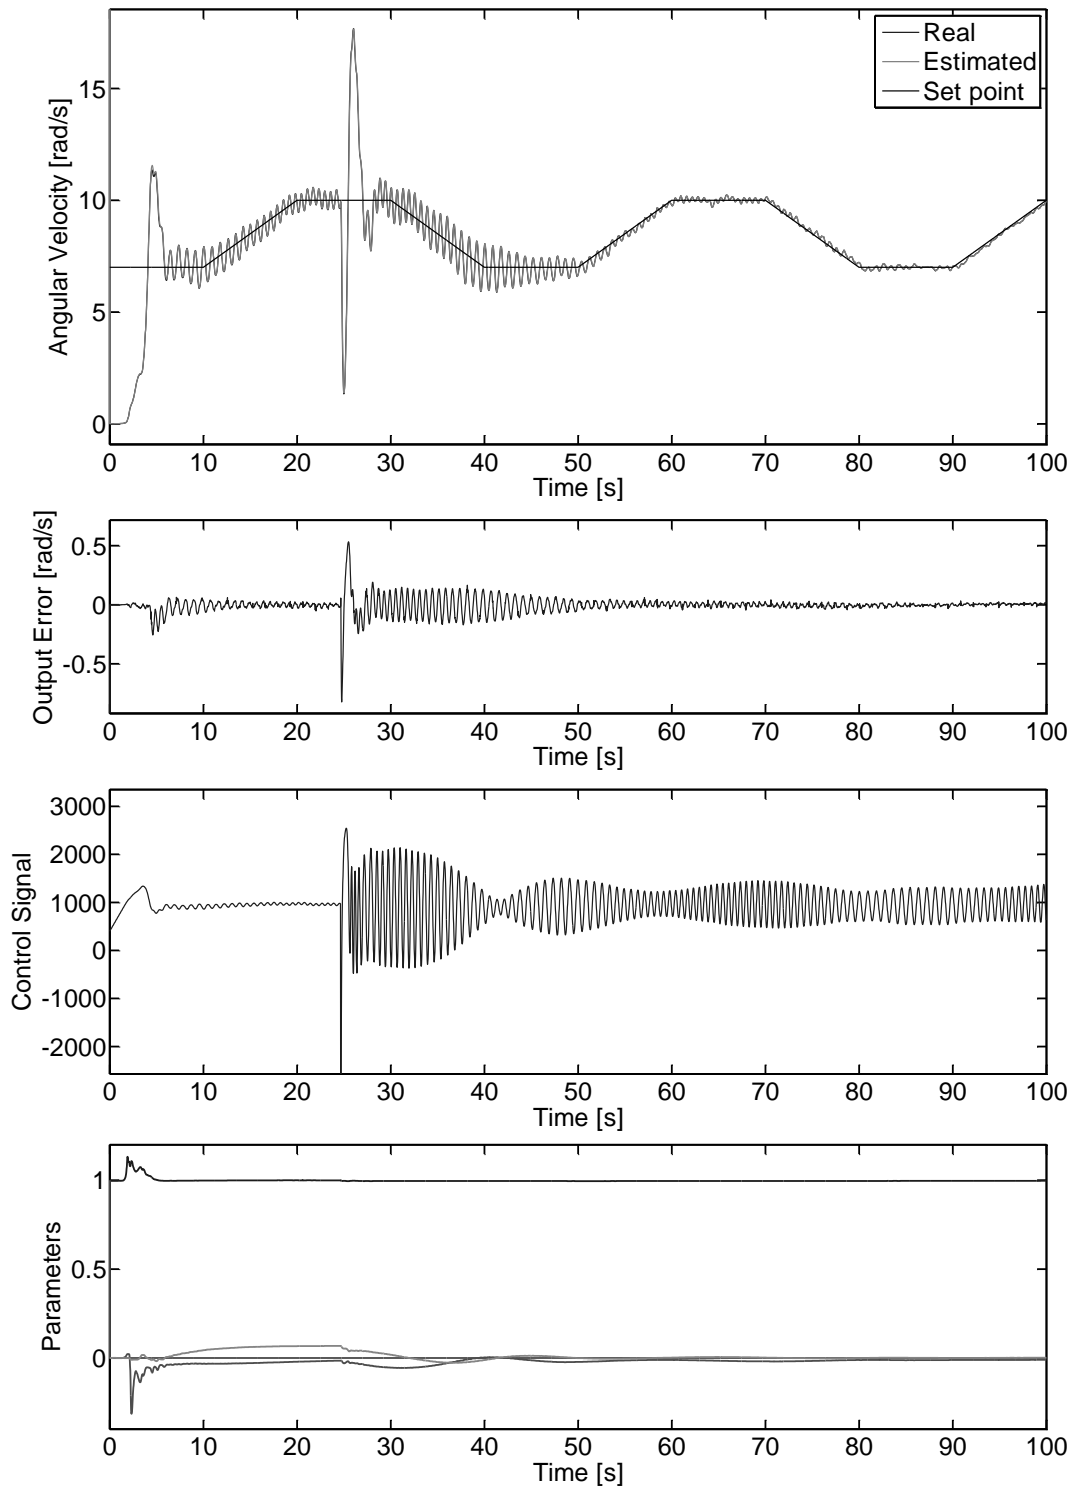 Real
Estimated
Set point
Angular Velocity [rad/s]
15
10
5
0
0 10 20 30 40 50 60 70 80 90 100
Time [s]
Output Error [rad/s]
0.5
0
-0.5
0 10 20 30 40 50 60 70 80 90 100
Time [s]
Control Signal
3000
2000
1000
0
-1000
-2000
0 10 20 30 40 50 60 70 80 90 100
Time [s]
Parameters
1
0.5
0
0 10 20 30 40 50 60 70 80 90 100
Time [s]